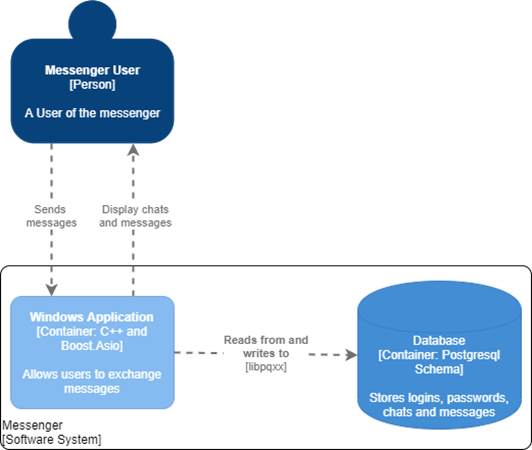 Messenger User
[Person]
A User of the messenger
Sends
messages
Display chats
and messages
Windows Application
[Container: C++ and
Boost.Asio]
Allows users to exchange
messages
Reads from and
writes to
[libpqxx]
Database
[Container: Postgresql
Schema]
Stores logins, passwords,
chats and messages
Messenger
[Software System]